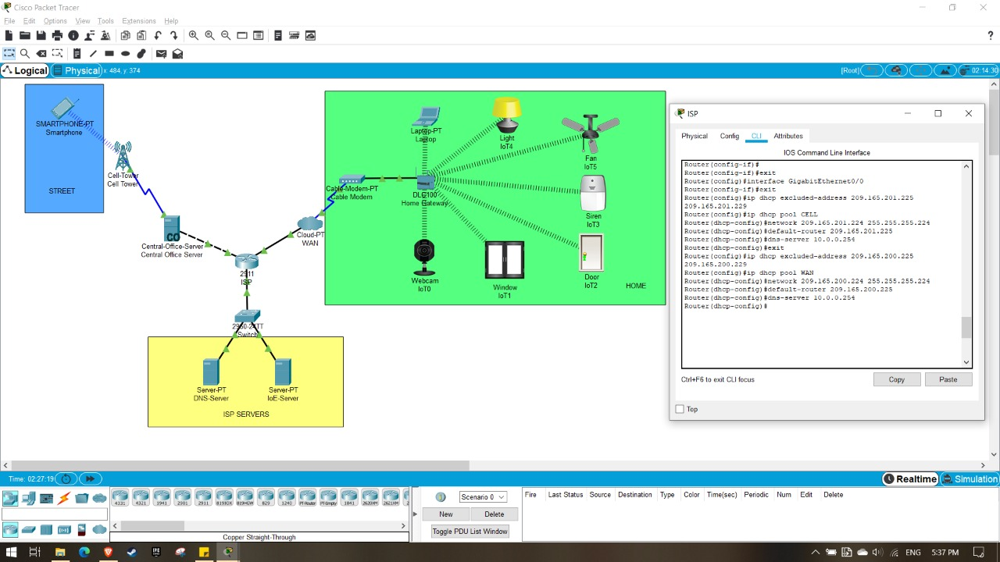 Cisco Packet Tracer
File Edit Options View Tools Extensions Help
?
Logical Physical x: 484, y: 374 [Root] 02:14:30
SMARTPHONE-PT
Smartphone
STREET
Cell-Tower
Cell Tower
CO
Central-Office-Server
Central Office Server
2911
ISP
2960-24TT
Switch
Server-PT
DNS-Server
Server-PT
IoE-Server
ISP SERVERS
Cloud-PT
WAN
Cable-Modem-PT
Cable Modem
Laptop-PT
Laptop
DLC100
Home Gateway
Light
IoT4
Fan
IoT5
Siren
IoT3
Door
IoT2
Window
IoT1
Webcam
IoT0
HOME
ISP
Physical Config CLI Attributes
IOS Command Line Interface
Router(config-if)#
Router(config-if)#exit
Router(config)#interface GigabitEthernet0/0
Router(config-if)#exit
Router(config)#ip dhcp excluded-address 209.165.201.225
209.165.201.229
Router(config)#ip dhcp pool CELL
Router(dhcp-config)#network 209.165.201.224 255.255.255.224
Router(dhcp-config)#default-router 209.165.201.225
Router(dhcp-config)#dns-server 10.0.0.254
Router(dhcp-config)#exit
Router(config)#ip dhcp excluded-address 209.165.200.225
209.165.200.229
Router(config)#ip dhcp pool WAN
Router(dhcp-config)#network 209.165.200.224 255.255.255.224
Router(dhcp-config)#default-router 209.165.200.225
Router(dhcp-config)#dns-server 10.0.0.254
Router(dhcp-config)#
Ctrl+F6 to exit CLI focus Copy Paste
Top
Time: 02:27:19 Realtime Simulation
4331 4321 1941 2901 2911 819IOX 819HGW 829 1240 PT-Router PT-Empty 1841 2620XM 2621XM
Copper Straight-Through
Scenario 0
New Delete
Toggle PDU List Window
Fire Last Status Source Destination Type Color Time(sec) Periodic Num Edit Delete
ENG 5:37 PM